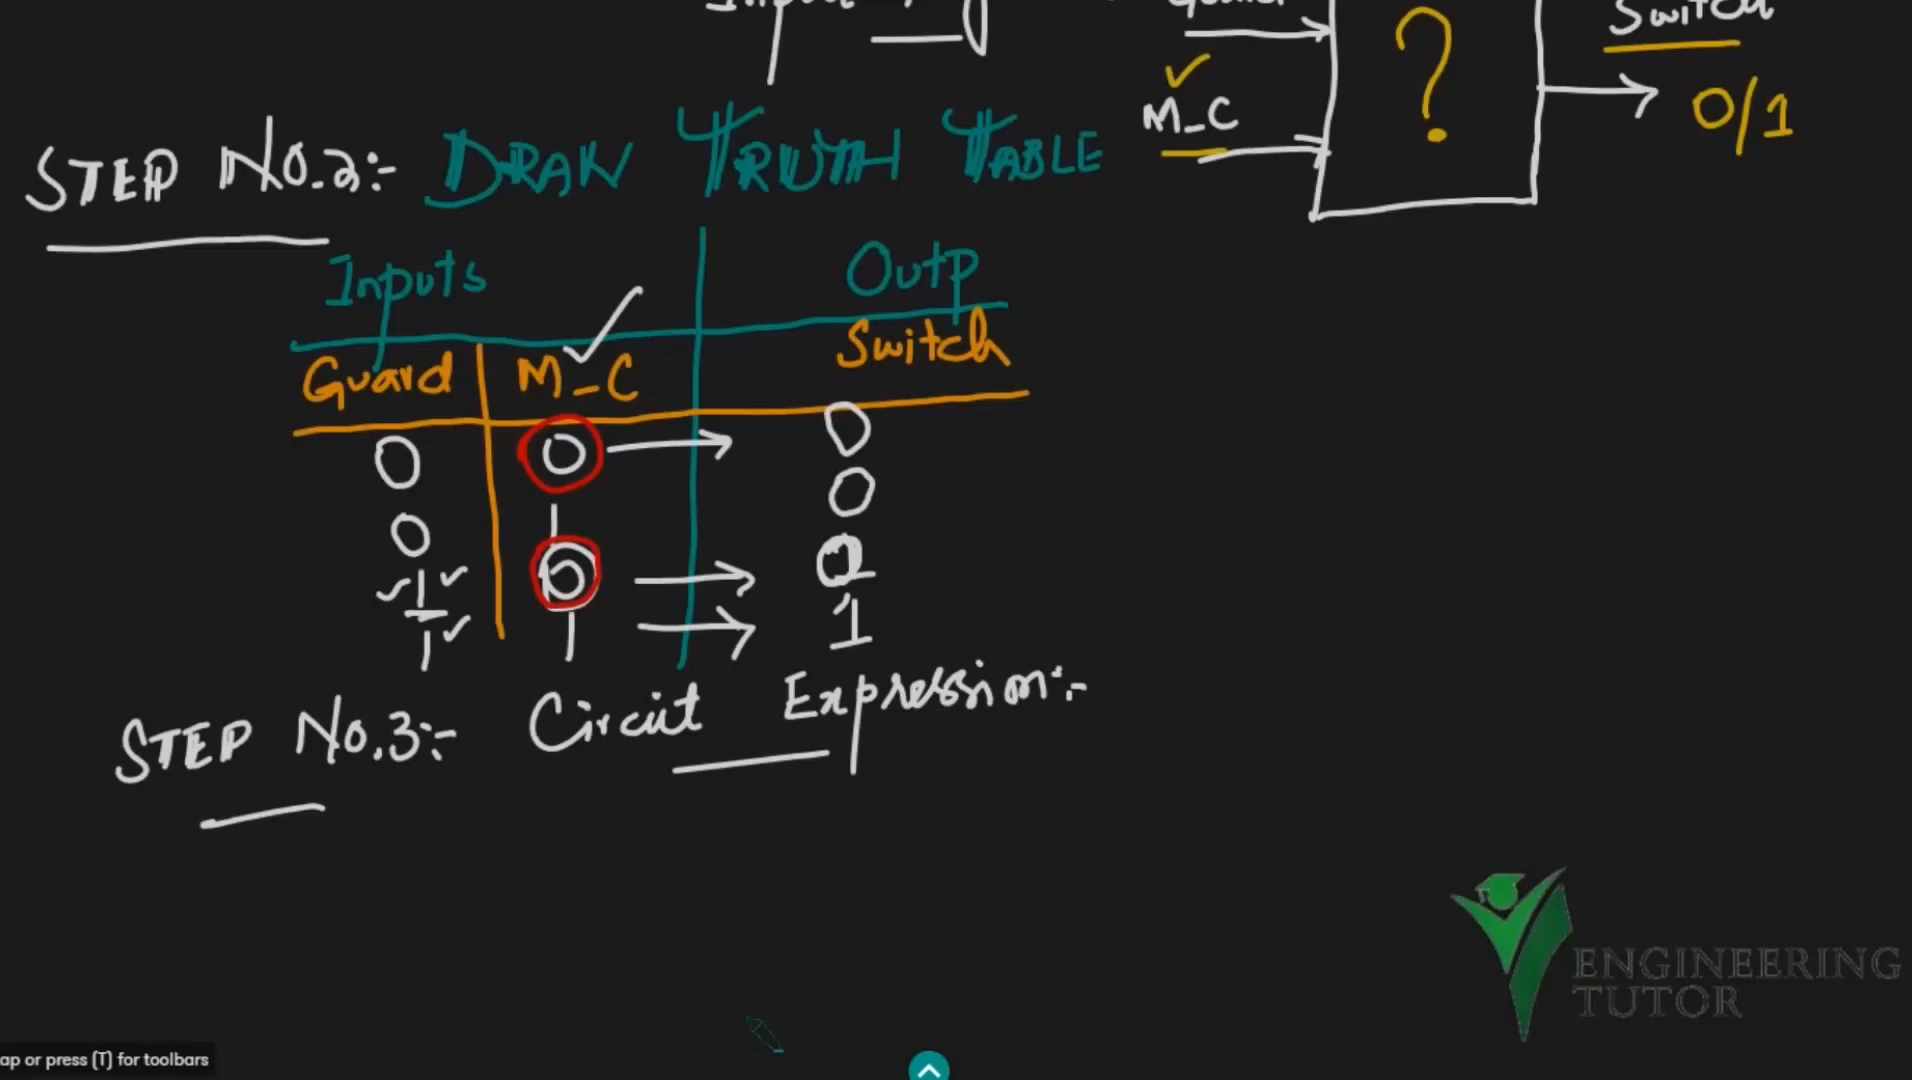 Switch
M_C
?
0/1
STEP No.2:- DRAW TRUTH TABLE
Inputs Outp
Guard M_C Switch
0 0 0
0 1 0
1 0
1 1 1
STEP No.3:- Circuit Expression:-
ENGINEERING
TUTOR
ap or press (T) for toolbars